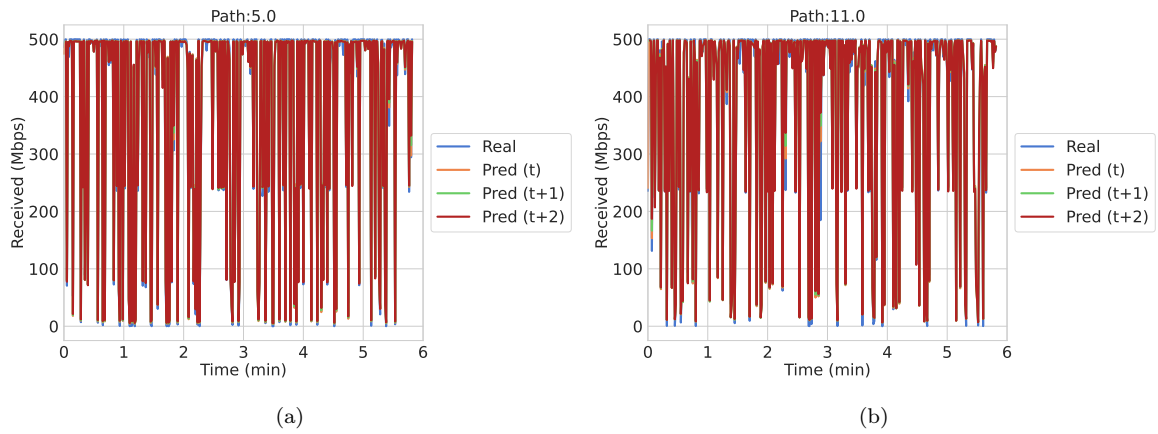 Path:5.0
500
400
300
200
100
0
Received (Mbps)
0 1 2 3 4 5 6
Time (min)
Real
Pred (t)
Pred (t+1)
Pred (t+2)
(a)
Path:11.0
500
400
300
200
100
0
Received (Mbps)
0 1 2 3 4 5 6
Time (min)
Real
Pred (t)
Pred (t+1)
Pred (t+2)
(b)